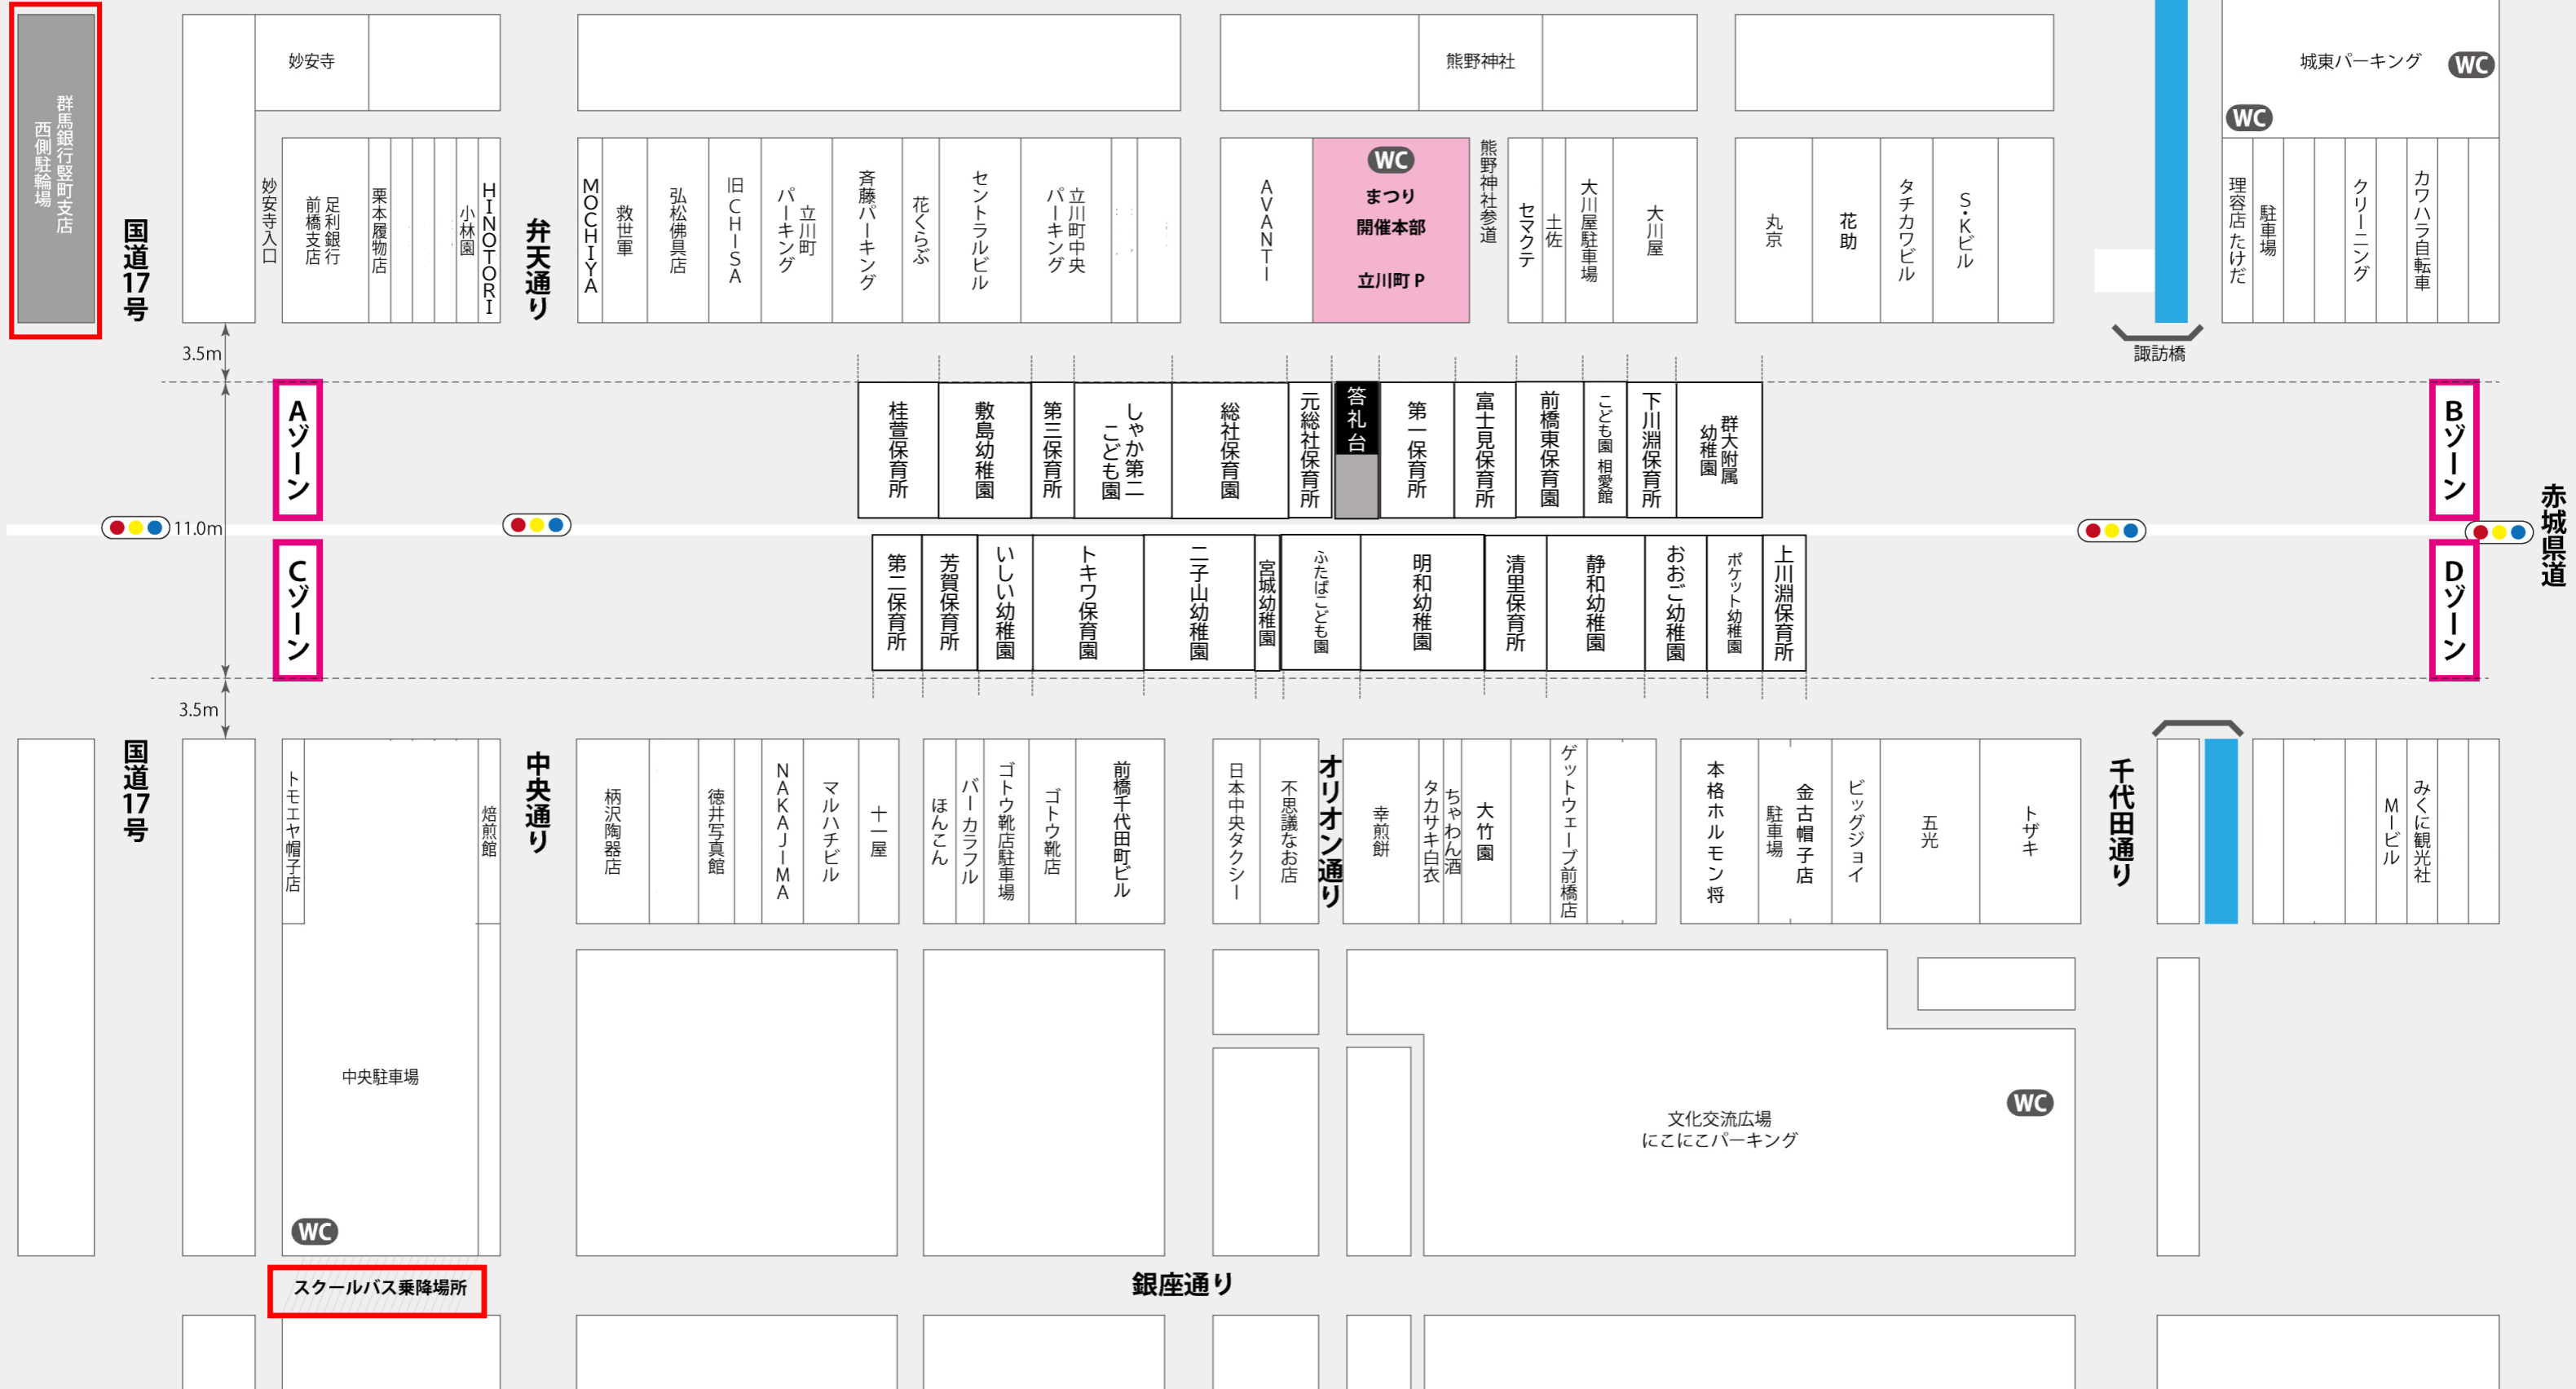 群馬銀行竪町支店
西側駐輪場
妙安寺
熊野神社
城東パーキング
WC
WC
国道17号
妙安寺入口
足利銀行
前橋支店
栗本履物店
小林園
HINOTORI
弁天通り
MOCHIYA
救世軍
弘松佛具店
旧CHISA
立川町
パーキング
斉藤パーキング
花くらぶ
セントラルビル
立川町中央
パーキング
AVANTI
WC
まつり
開催本部
立川町 P
熊野神社参道
セマクテ
土佐
大川屋駐車場
大川屋
丸京
花助
タチカワビル
S・Kビル
諏訪橋
理容店 たけだ
駐車場
クリーニング
カワハラ自転車
3.5m
11.0m
3.5m
Aゾーン
桂萱保育所
敷島幼稚園
第三保育所
しゃか第二
こども園
総社保育園
元総社保育所
答礼台
第一保育所
富士見保育所
前橋東保育園
こども園 相愛館
下川淵保育所
群大附属
幼稚園
Bゾーン
赤城県道
Cゾーン
第二保育所
芳賀保育所
いしい幼稚園
トキワ保育園
二子山幼稚園
宮城幼稚園
ふたばこども園
明和幼稚園
清里保育所
静和幼稚園
おおご幼稚園
ポケット幼稚園
上川淵保育所
Dゾーン
国道17号
トモエヤ帽子店
焙煎館
中央通り
柄沢陶器店
徳井写真館
NAKAJIMA
マルハチビル
十一屋
ほんこん
バーカラフル
ゴトウ靴店駐車場
ゴトウ靴店
前橋千代田町ビル
日本中央タクシー
不思議なお店
オリオン通り
幸煎餅
タカサキ白衣
ちゃわん酒
大竹園
ゲットウェーブ前橋店
本格ホルモン将
駐車場
金古帽子店
ビッグジョイ
五光
トザキ
千代田通り
Mービル
みくに観光社
中央駐車場
WC
文化交流広場
にこにこパーキング
WC
スクールバス乗降場所
銀座通り